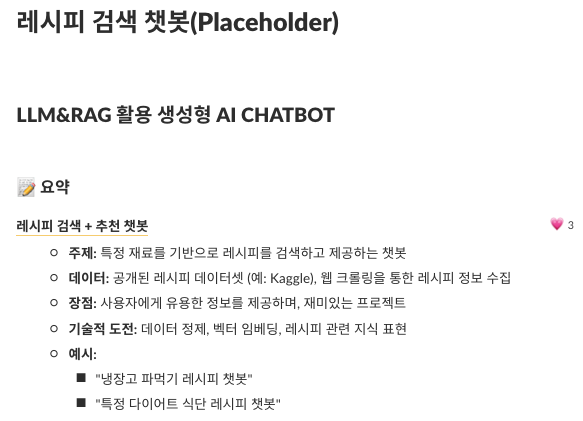 레시피 검색 챗봇(Placeholder)
LLM&RAG 활용 생성형 AI CHATBOT
📝 요약
레시피 검색 + 추천 챗봇 💗 3
주제: 특정 재료를 기반으로 레시피를 검색하고 제공하는 챗봇
데이터: 공개된 레시피 데이터셋 (예: Kaggle), 웹 크롤링을 통한 레시피 정보 수집
장점: 사용자에게 유용한 정보를 제공하며, 재미있는 프로젝트
기술적 도전: 데이터 정제, 벡터 임베딩, 레시피 관련 지식 표현
예시:
"냉장고 파먹기 레시피 챗봇"
"특정 다이어트 식단 레시피 챗봇"